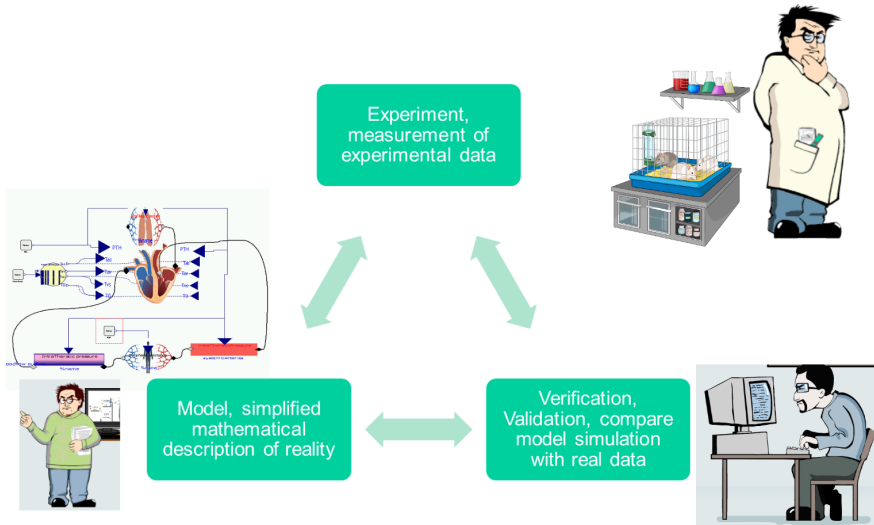 Experiment,
measurement of
experimental data
PTH
PTH
Model, simplified
mathematical
description of reality
Verification,
Validation, compare
model simulation
with real data